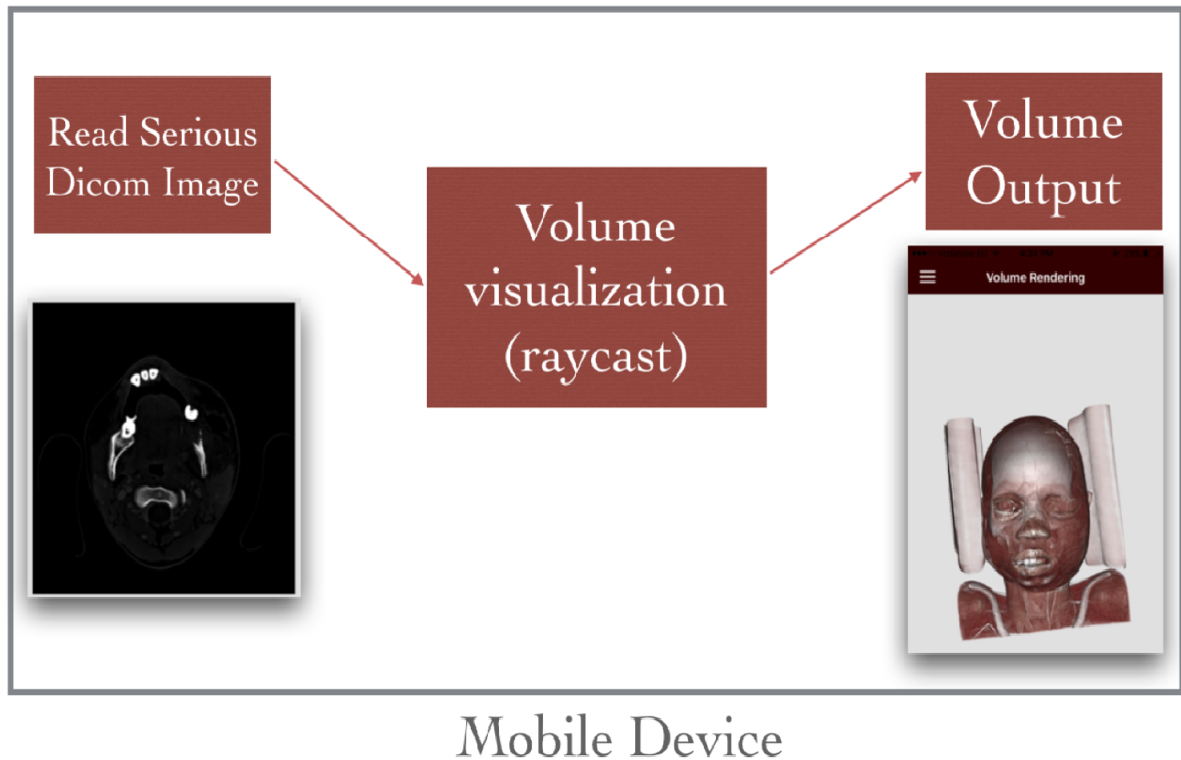 Read Serious
Dicom Image
Volume
visualization
(raycast)
Volume
Output
Volume Rendering
Mobile Device